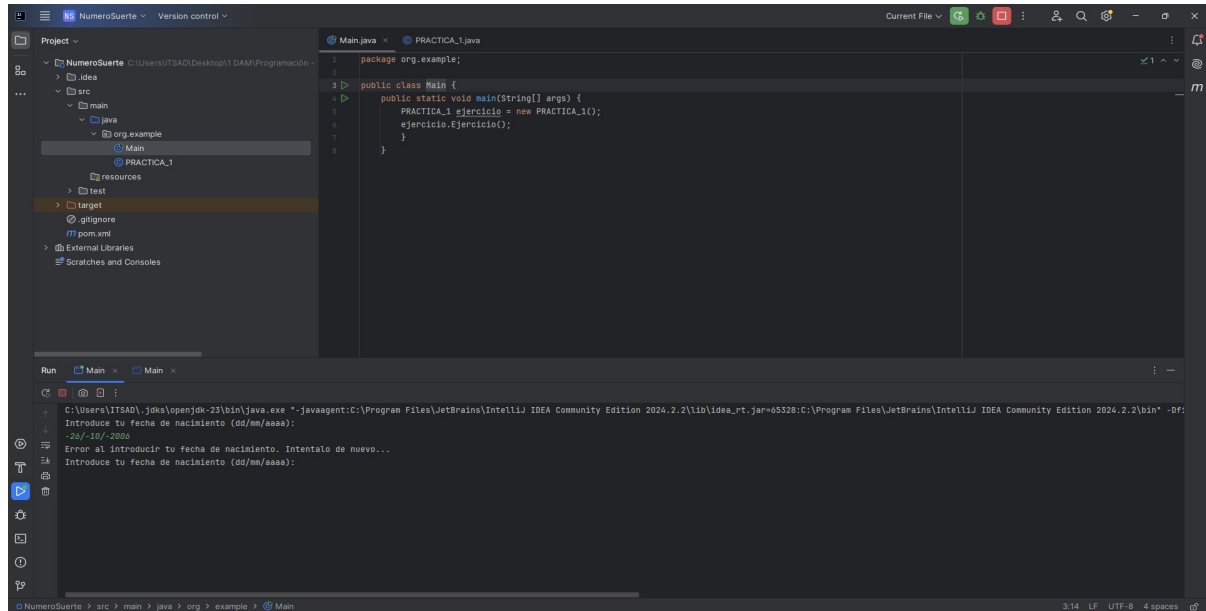 NS NumeroSuerte Version control Current File
Project
Main.java PRACTICA_1.java
NumeroSuerte C:\Users\ITSAD\Desktop\1 DAM\Programación -
.idea
src
main
java
org.example
Main
PRACTICA_1
resources
test
target
.gitignore
m pom.xml
External Libraries
Scratches and Consoles
1 package org.example;
2
3 public class Main {
4 public static void main(String[] args) {
5 PRACTICA_1 ejercicio = new PRACTICA_1();
6 ejercicio.Ejercicio();
7 }
8 }
1
m
Run Main Main
C:\Users\ITSAD\.jdks\openjdk-23\bin\java.exe "-javaagent:C:\Program Files\JetBrains\IntelliJ IDEA Community Edition 2024.2.2\lib\idea_rt.jar=65328:C:\Program Files\JetBrains\IntelliJ IDEA Community Edition 2024.2.2\bin" -Dfi
Introduce tu fecha de nacimiento (dd/mm/aaaa):
-26/-10/-2006
Error al introducir tu fecha de nacimiento. Intentalo de nuevo...
Introduce tu fecha de nacimiento (dd/mm/aaaa):
NumeroSuerte > src > main > java > org > example > Main 3:14 LF UTF-8 4 spaces